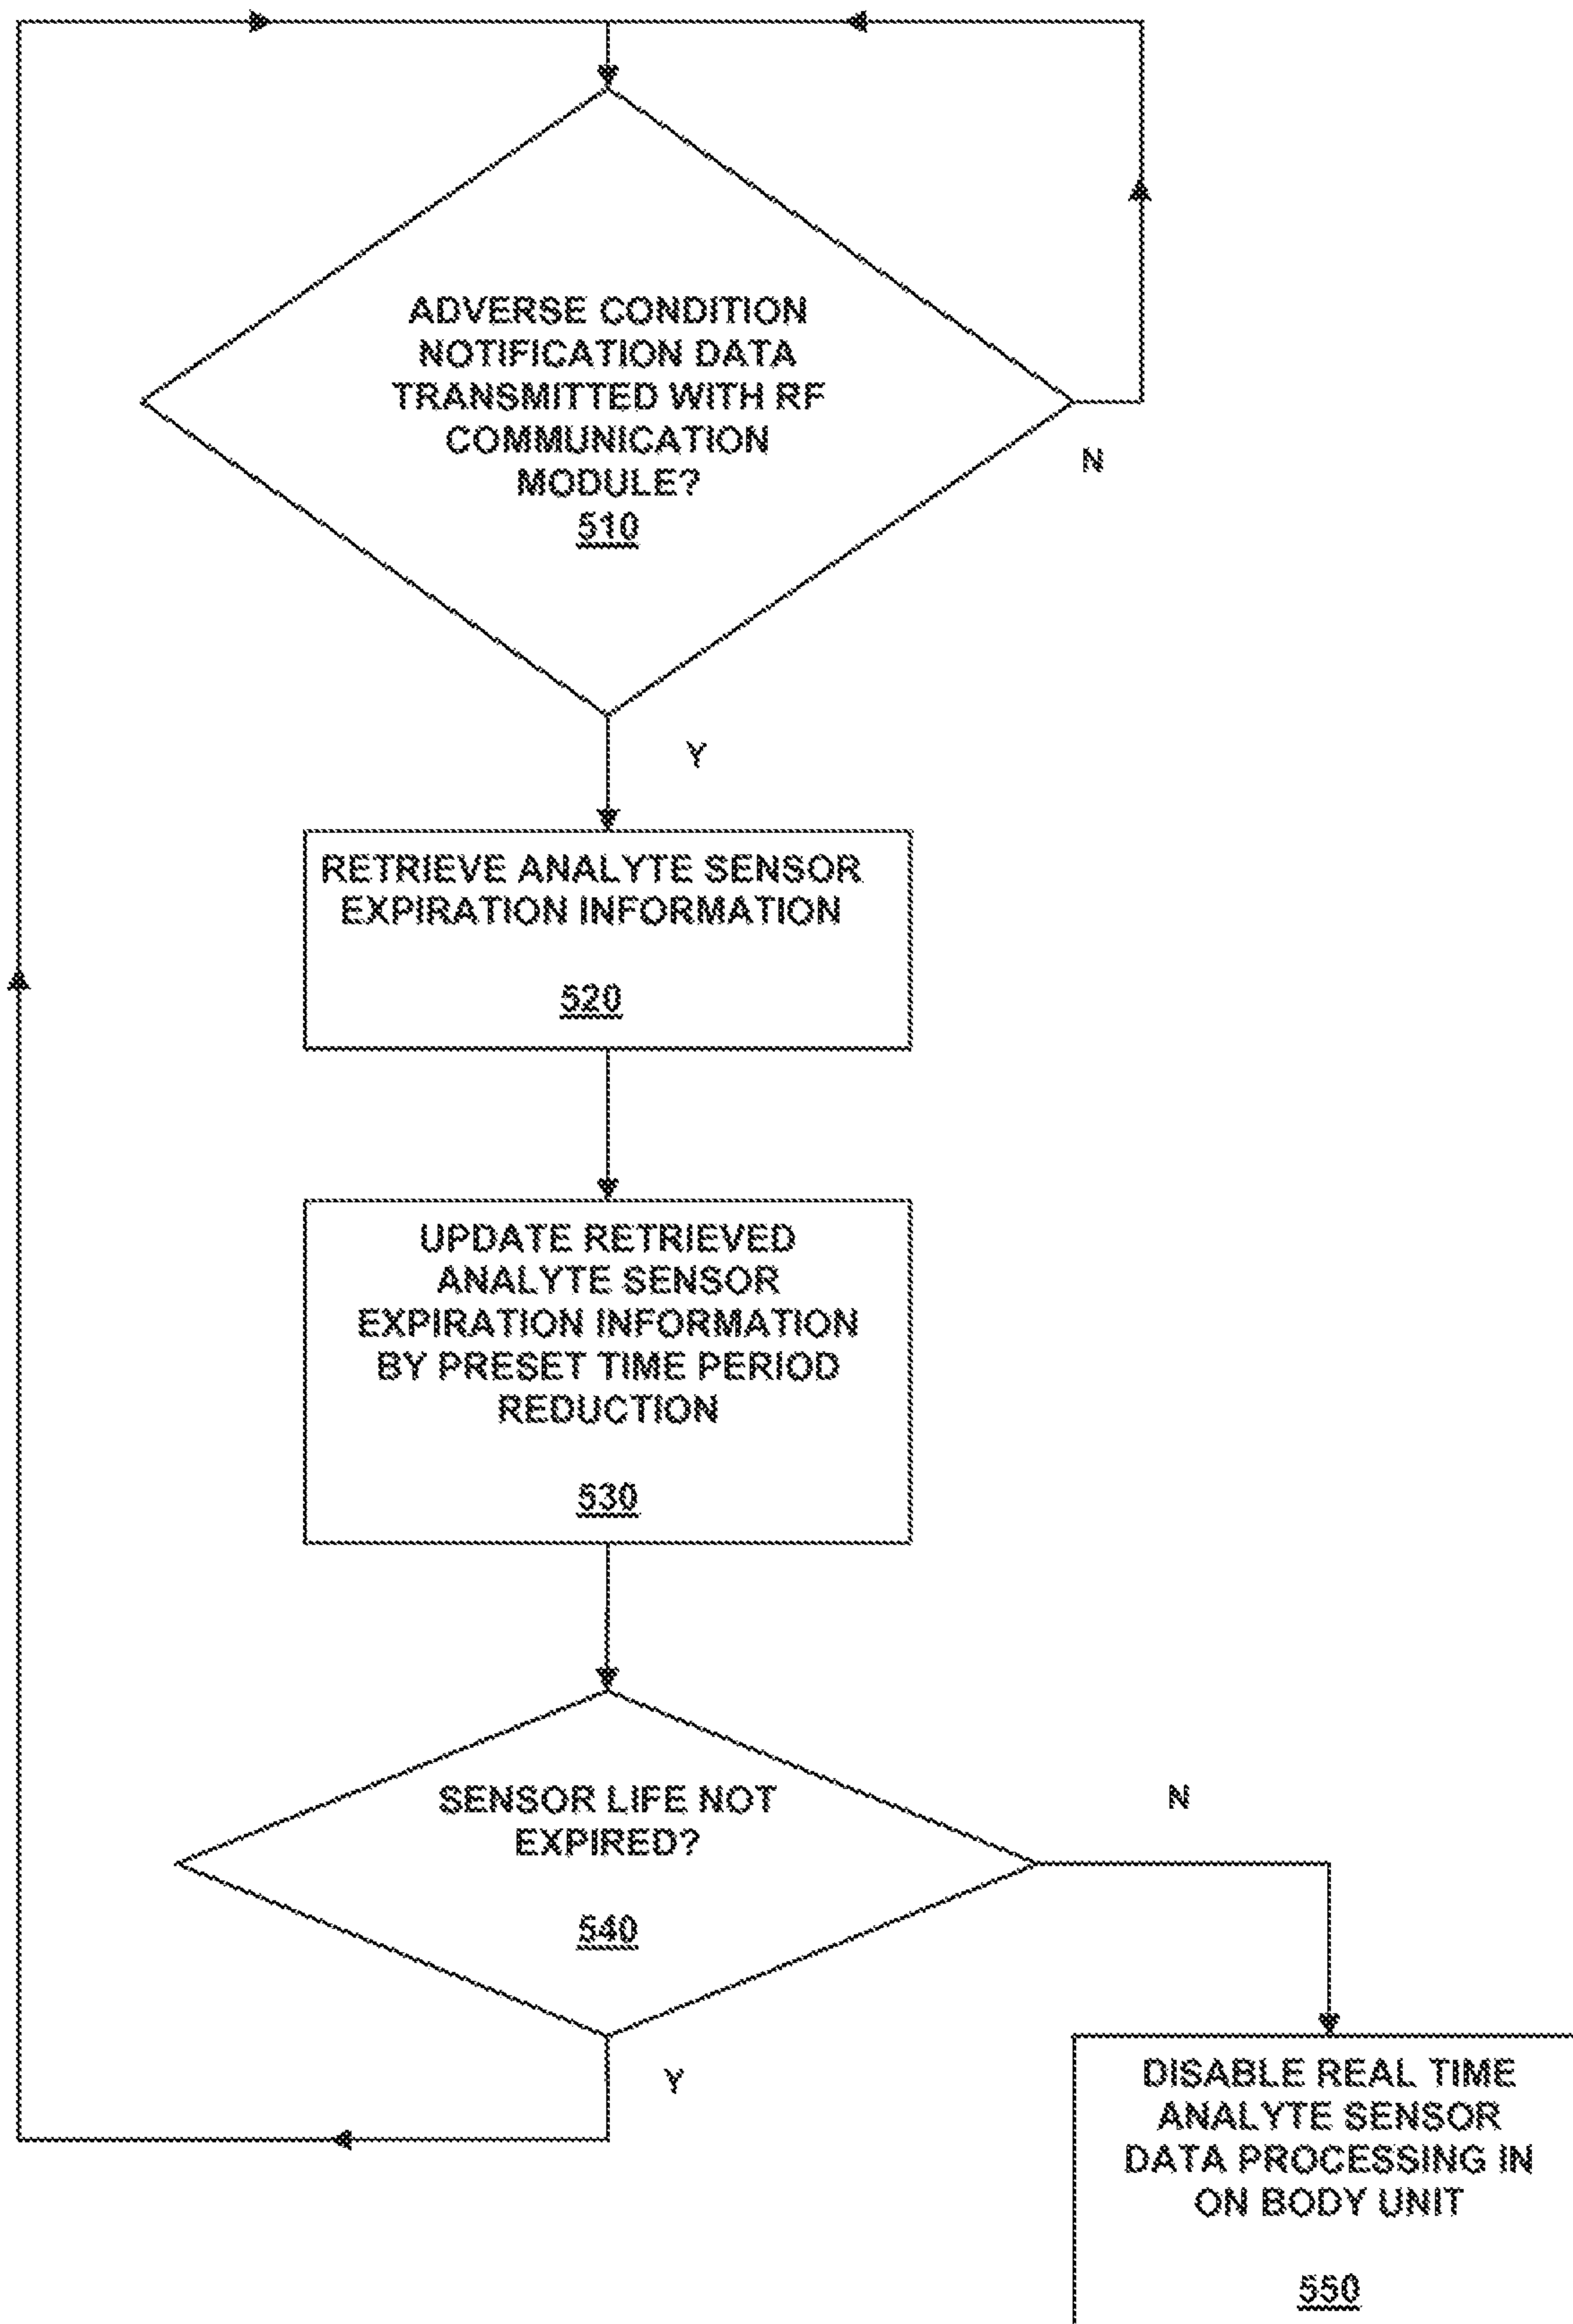 ADVERSE CONDITION
NOTIFICATION DATA
TRANSMITTED WITH RF
COMMUNICATION
MODULE?
510
N
Y
RETRIEVE ANALYTE SENSOR
EXPIRATION INFORMATION
520
UPDATE RETRIEVED
ANALYTE SENSOR
EXPIRATION INFORMATION
BY PRESET TIME PERIOD
REDUCTION
530
SENSOR LIFE NOT
EXPIRED?
540
N
Y
DISABLE REAL TIME
ANALYTE SENSOR
DATA PROCESSING IN
ON BODY UNIT
550